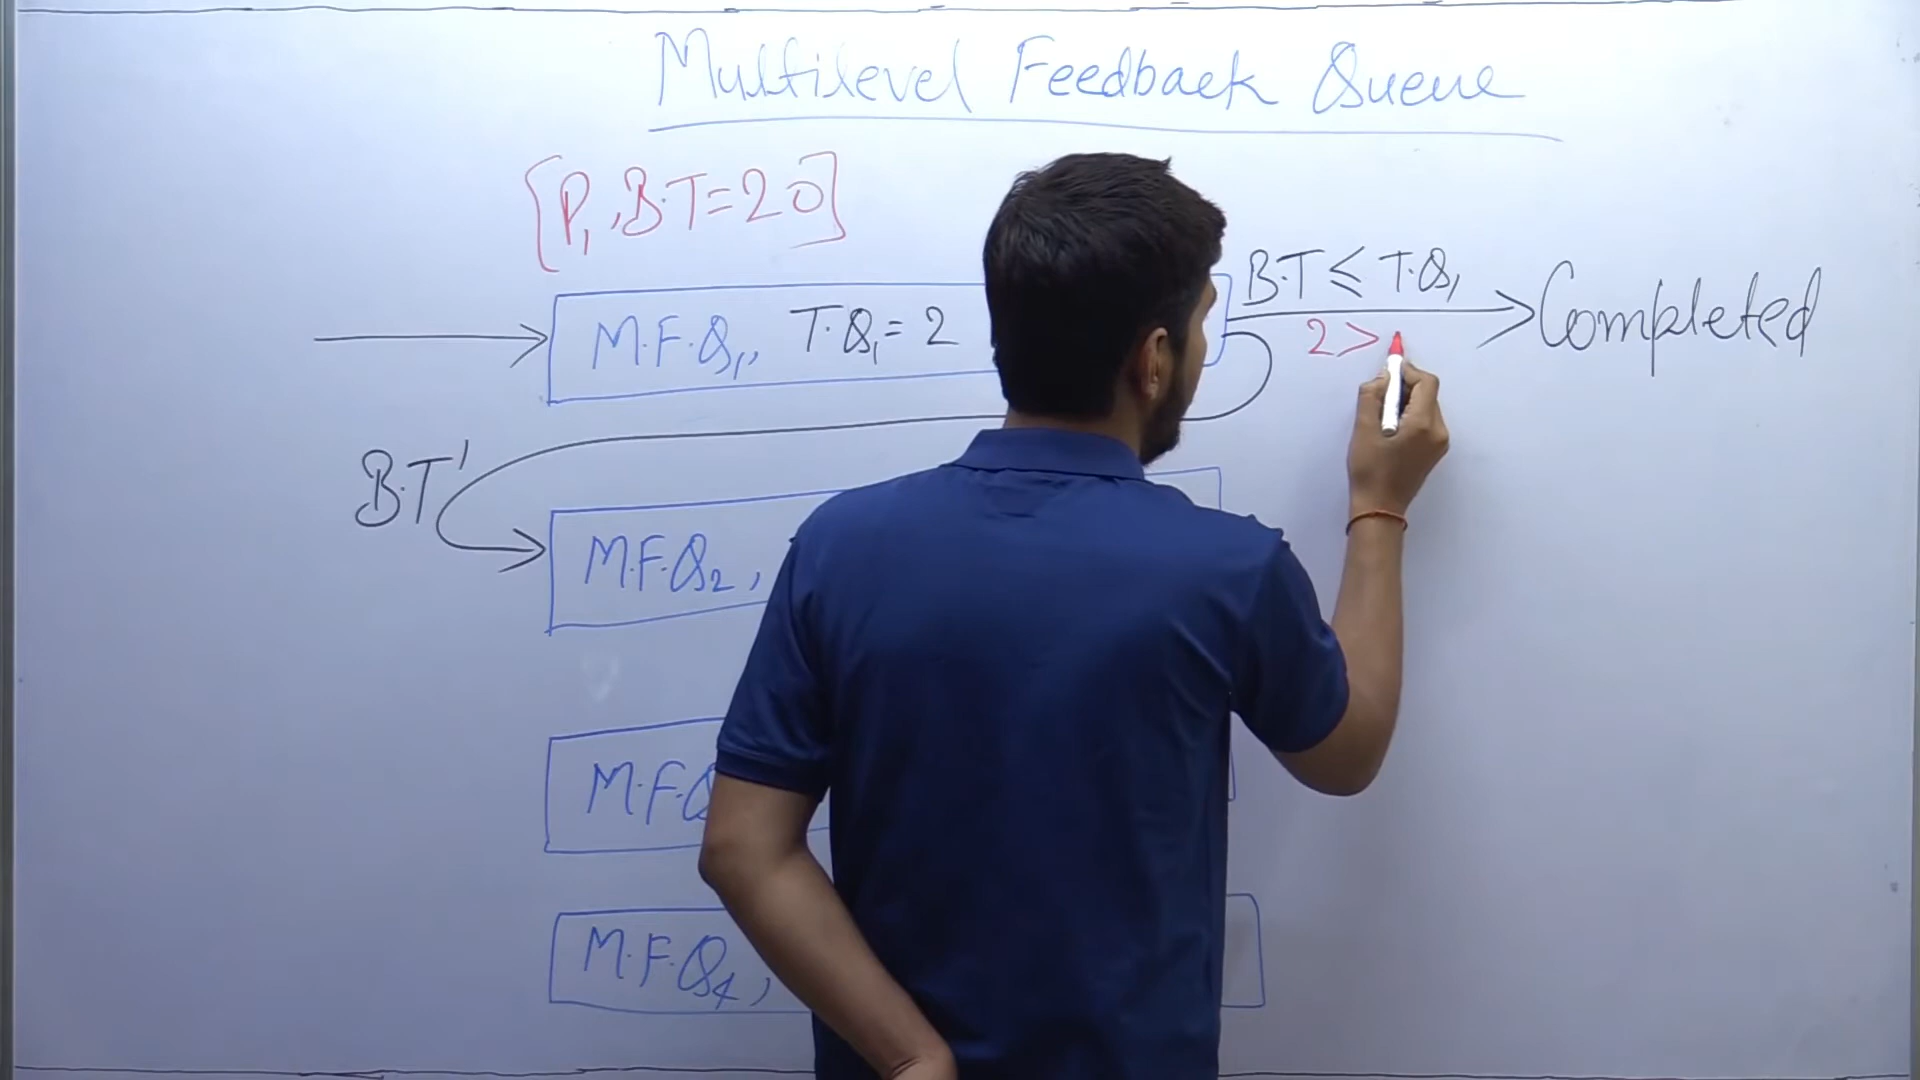 Multilevel Feedback Queue
[P₁, B.T=20]
M.F.Q₁, T.Q₁=2
B.T ≤ T.Q₁
Completed
2>
B.T'
M.F.Q₂,
M.F.Q
M.F.Q₄,